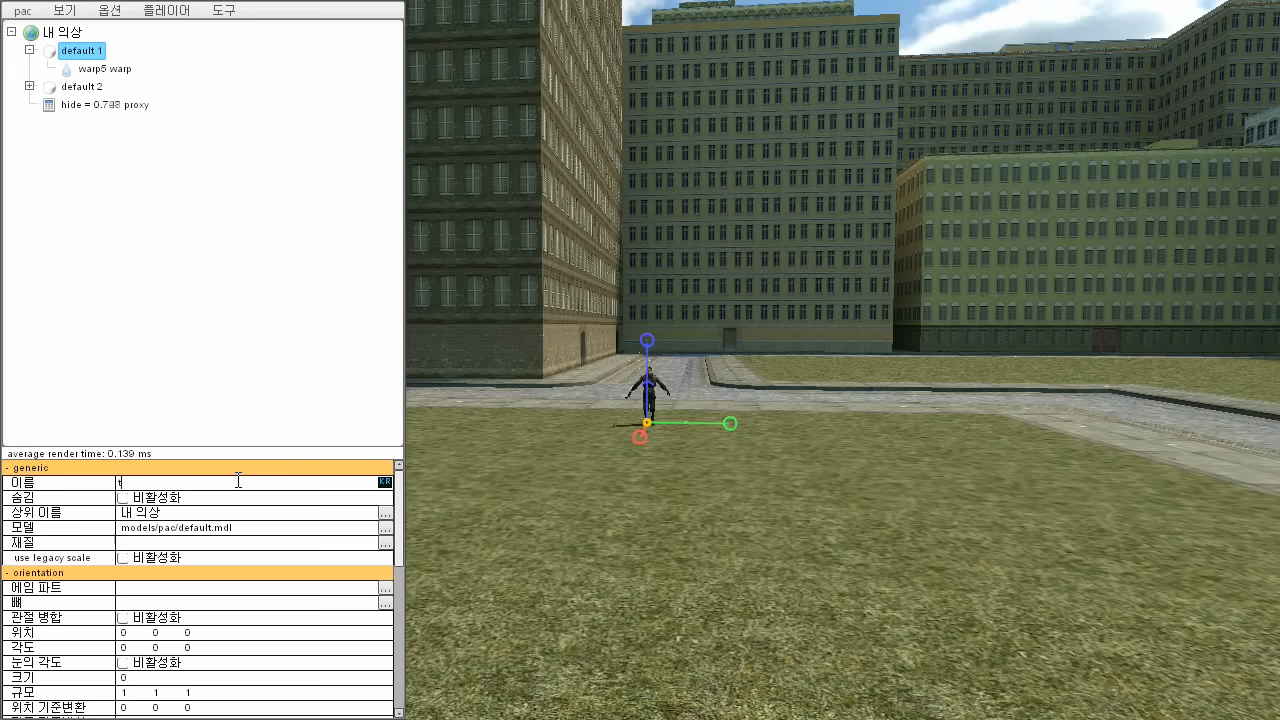 pac 보기 옵션 플레이어 도구
내 의상
default 1
warp5 warp
default 2
hide = 0.7 proxy
average render time: 0.139 ms
- generic
이름 t KR
숨김 비활성화
상위 이름 내 의상 ...
모델 models/pac/default.mdl ...
재질 ...
use legacy scale 비활성화
- orientation
에임 파트 ...
뼈 ...
관절 병합 비활성화
위치 0 0 0
각도 0 0 0
눈의 각도 비활성화
크기 0
규모 1 1 1
위치 기준변환 0 0 0